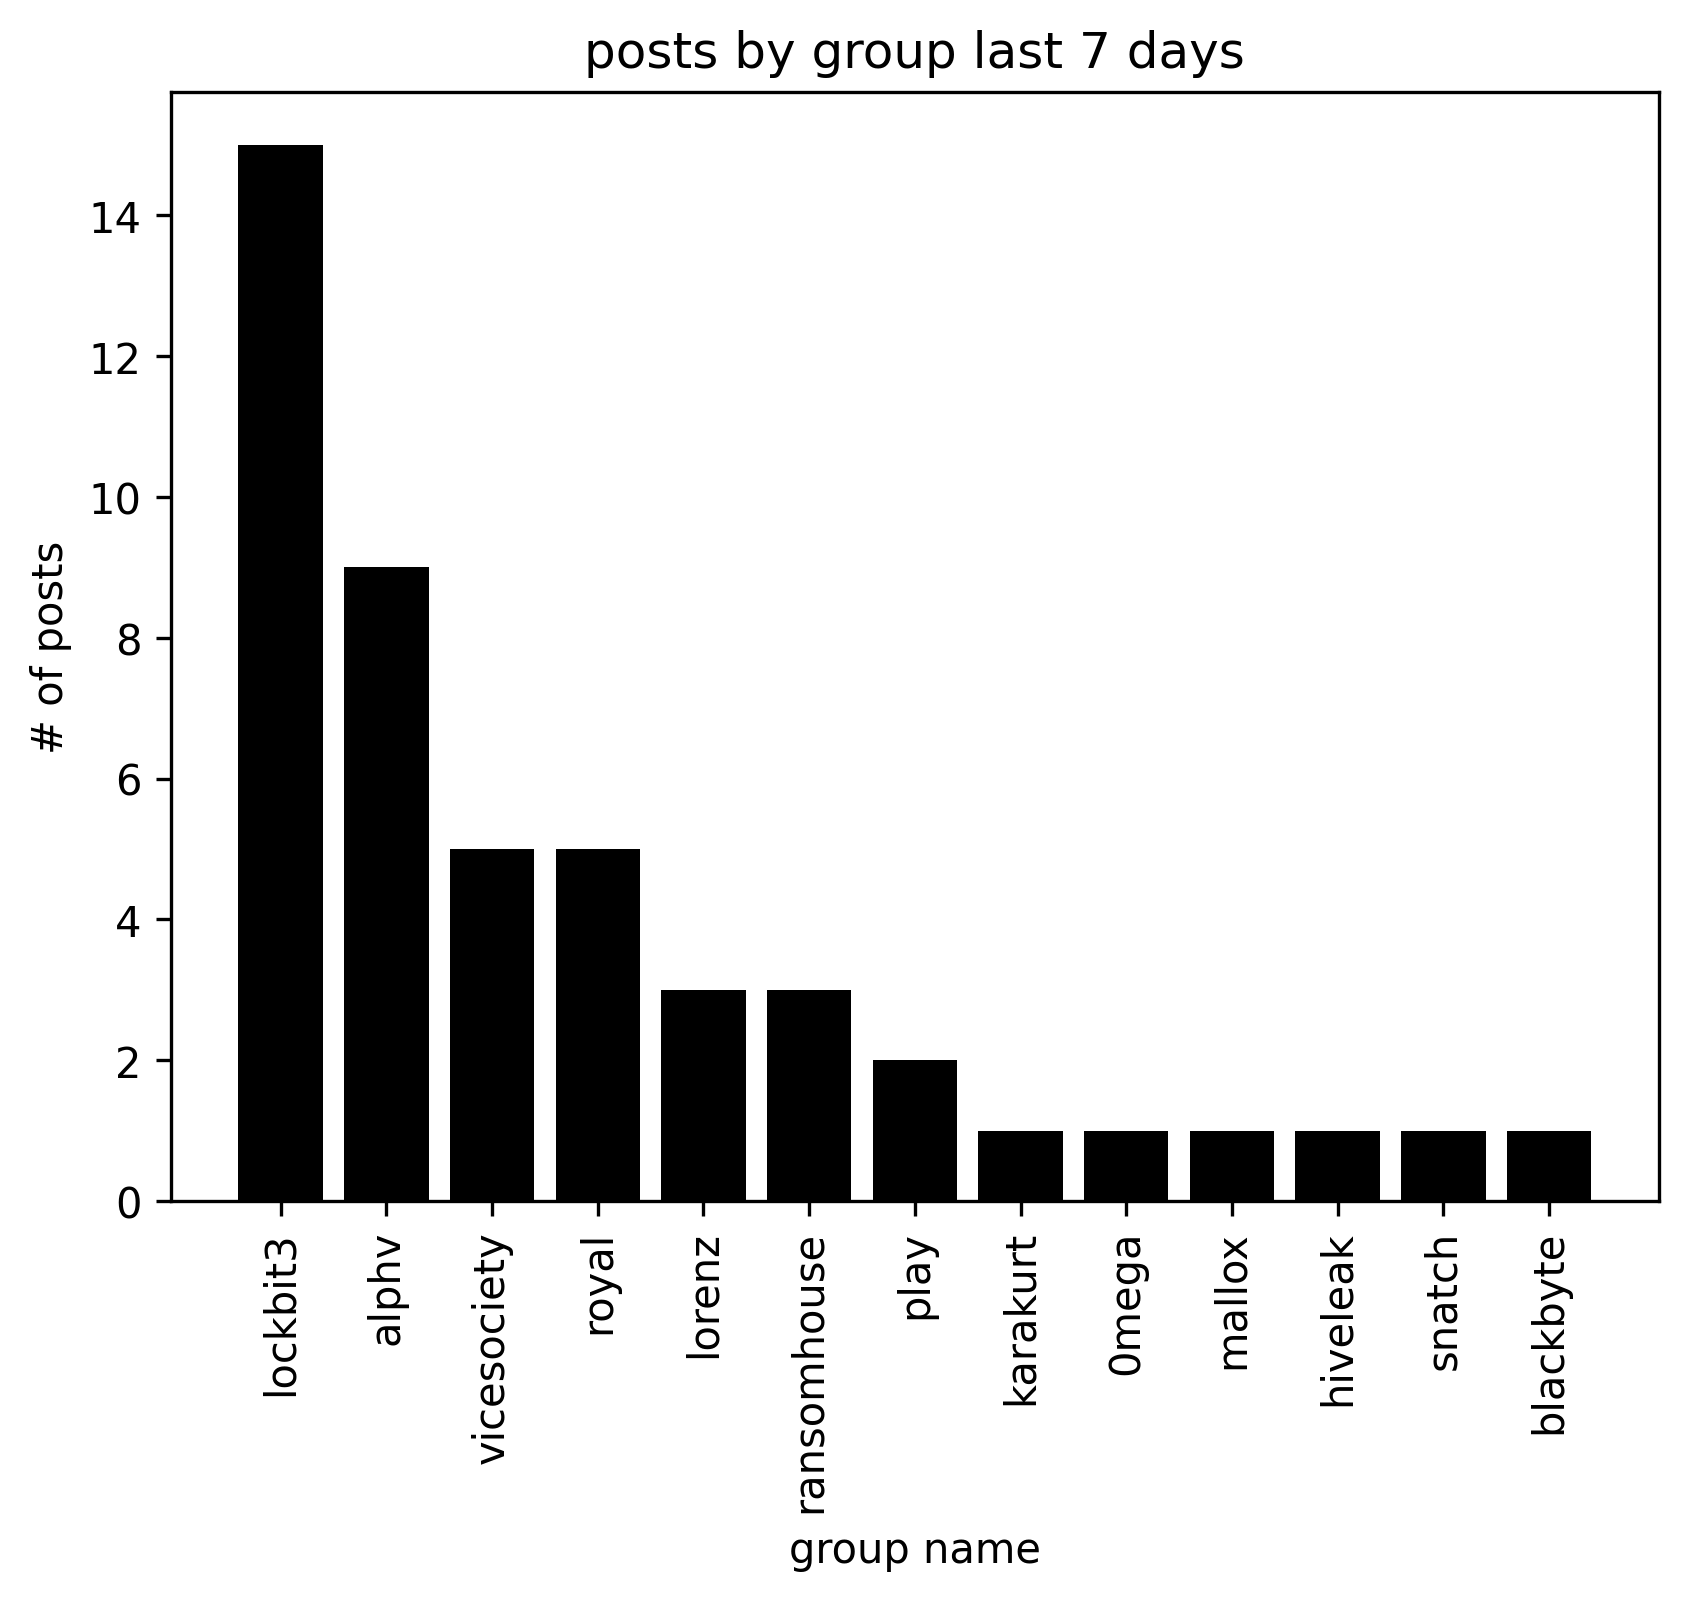 posts by group last 7 days
# of posts
14
12
10
8
6
4
2
0
lockbit3
alphv
vicesociety
royal
lorenz
ransomhouse
play
karakurt
0mega
mallox
hiveleak
snatch
blackbyte
group name